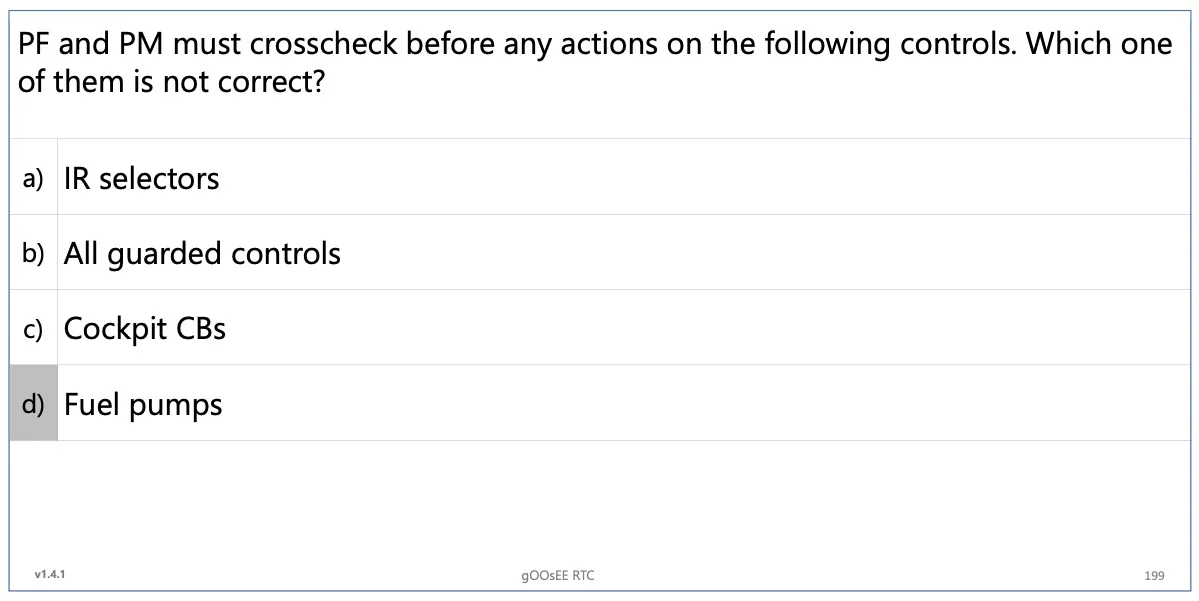 PF and PM must crosscheck before any actions on the following controls. Which one
of them is not correct?
a) IR selectors
b) All guarded controls
c) Cockpit CBs
d) Fuel pumps
v1.4.1 gOOsEE RTC 199